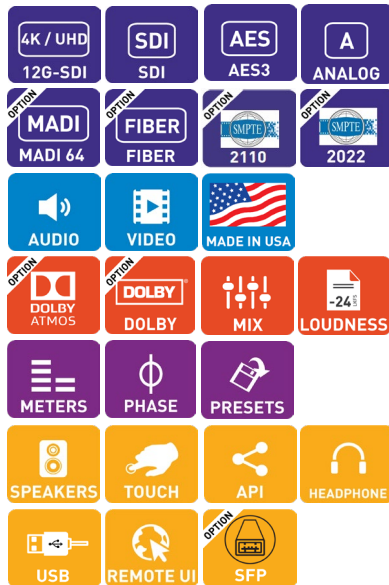 4K / UHD
12G-SDI
SDI
SDI
AES
AES3
A
ANALOG
OPTION
MADI
MADI 64
OPTION
FIBER
FIBER
OPTION
SMPTE
2110
OPTION
SMPTE
2022
AUDIO
VIDEO
MADE IN USA
OPTION
DOLBY
ATMOS
OPTION
DOLBY
DOLBY
MIX
-24 LKFS
LOUDNESS
METERS
PHASE
PRESETS
SPEAKERS
TOUCH
API
HEADPHONE
USB
REMOTE UI
OPTION
SFP